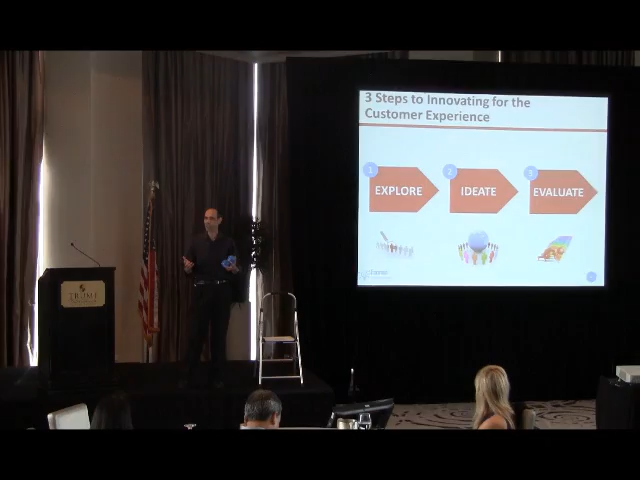 3 Steps to Innovating for the
Customer Experience
1
EXPLORE
2
IDEATE
3
EVALUATE
TRUMP